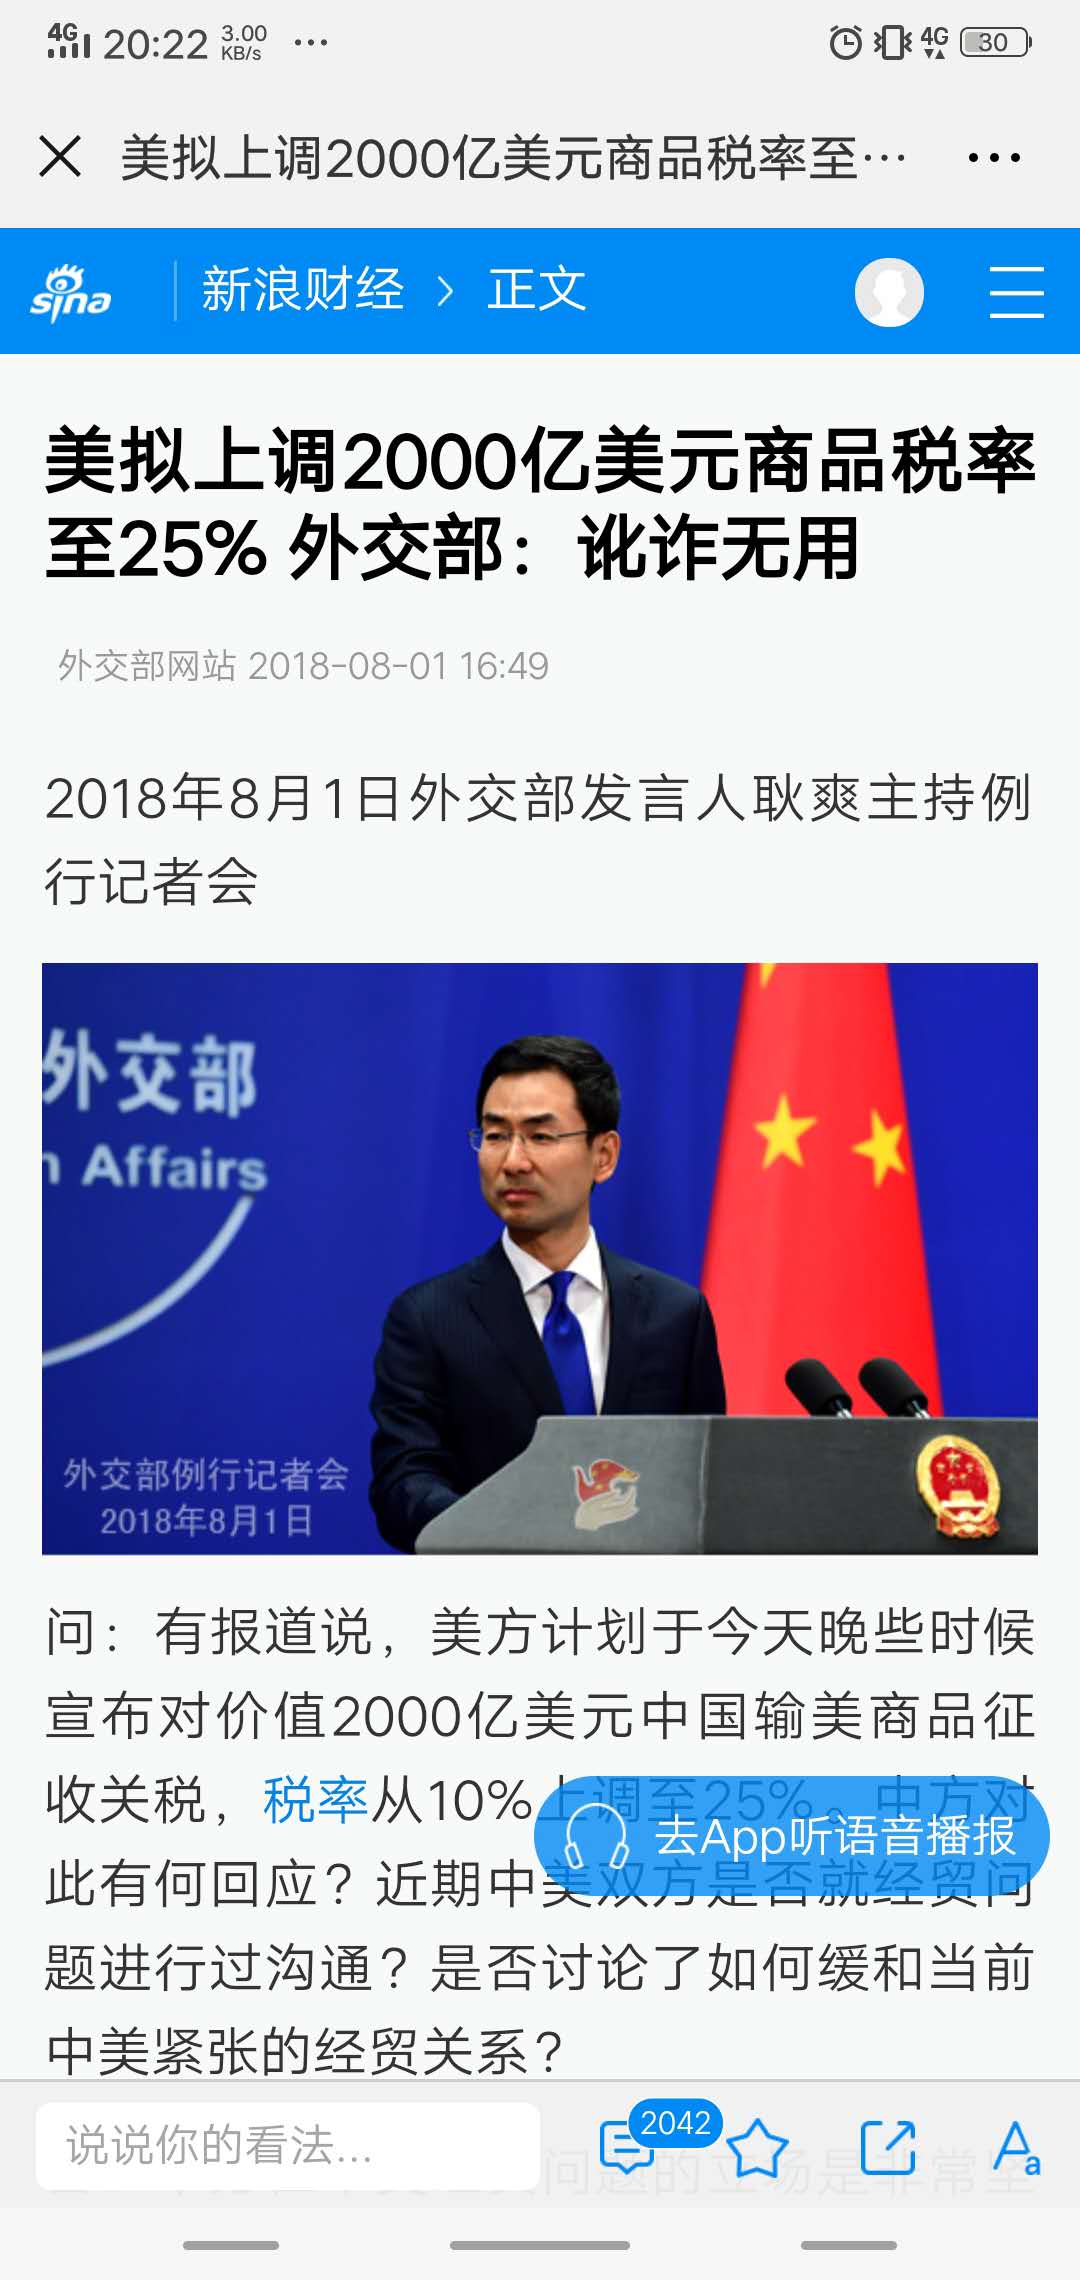 4G 20:22 3.00 KB/s ··· 4G 30
美拟上调2000亿美元商品税率至···
sina 新浪财经 > 正文
美拟上调2000亿美元商品税率
至25% 外交部：讹诈无用
外交部网站 2018-08-01 16:49
2018年8月1日外交部发言人耿爽主持例
行记者会
外交部
n Affairs
外交部例行记者会
2018年8月1日
问：有报道说，美方计划于今天晚些时候
宣布对价值2000亿美元中国输美商品征
收关税，税率从10%上调至25%。中方对
去App听语音播报
此有何回应？近期中美双方是否就经贸问
题进行过沟通？是否讨论了如何缓和当前
中美紧张的经贸关系？
说说你的看法... 2042 Aa
问题的立场是非常坚